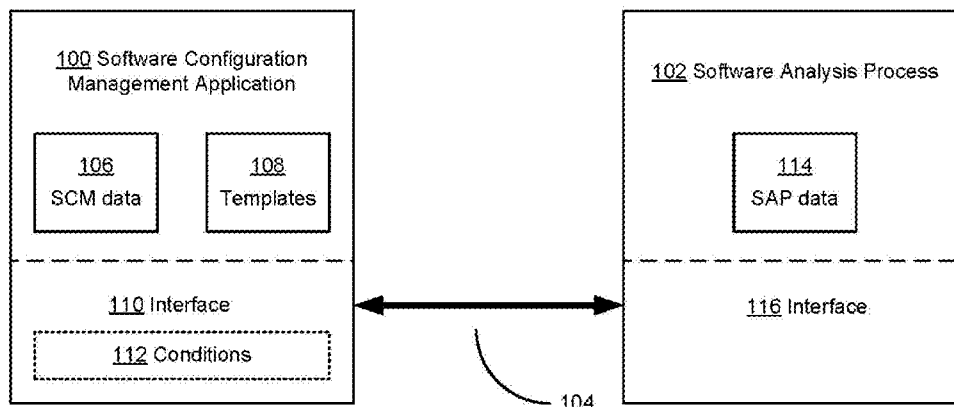 100 Software Configuration
Management Application
106
SCM data
108
Templates
110 Interface
112 Conditions
102 Software Analysis Process
114
SAP data
116 Interface
104